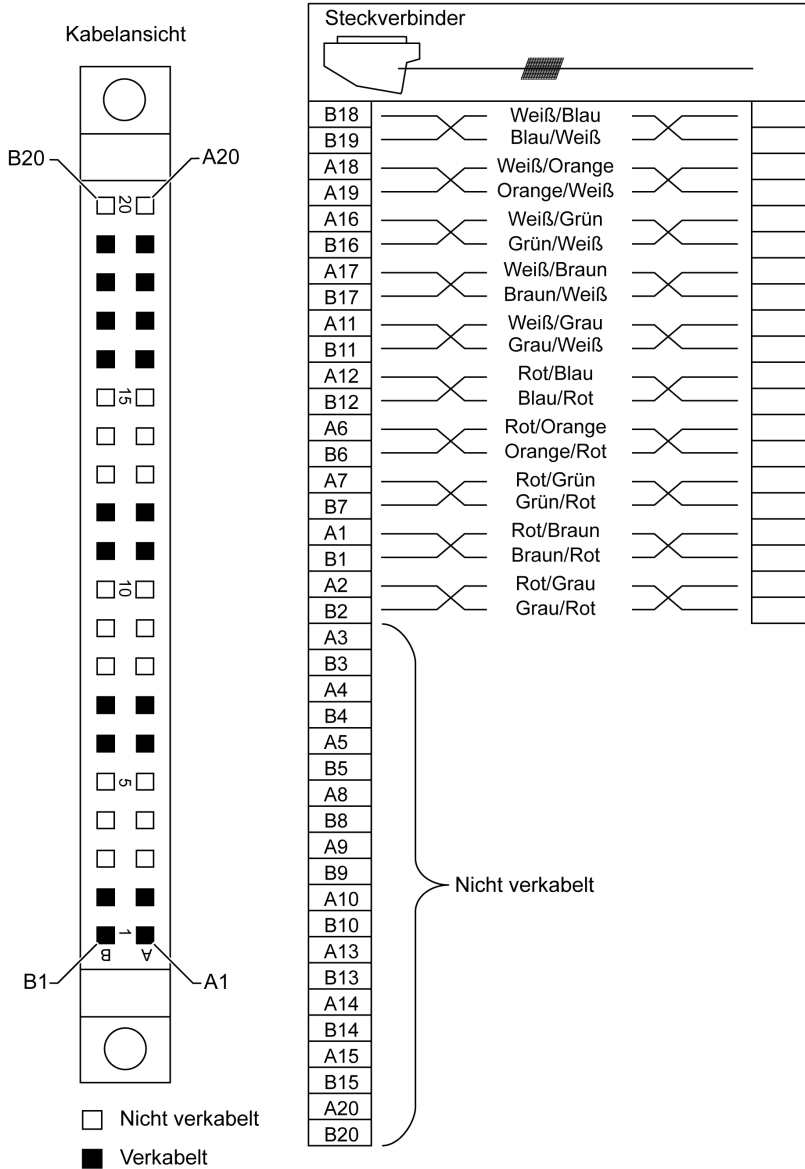 Kabelansicht
B20
A20
20
15
10
5
1
B
A
B1
A1
Nicht verkabelt
Verkabelt
Steckverbinder
B18
Weiß/Blau
B19
Blau/Weiß
A18
Weiß/Orange
A19
Orange/Weiß
A16
Weiß/Grün
B16
Grün/Weiß
A17
Weiß/Braun
B17
Braun/Weiß
A11
Weiß/Grau
B11
Grau/Weiß
A12
Rot/Blau
B12
Blau/Rot
A6
Rot/Orange
B6
Orange/Rot
A7
Rot/Grün
B7
Grün/Rot
A1
Rot/Braun
B1
Braun/Rot
A2
Rot/Grau
B2
Grau/Rot
A3
B3
A4
B4
A5
B5
A8
B8
A9
B9
A10
B10
A13
B13
A14
B14
A15
B15
A20
B20
Nicht verkabelt